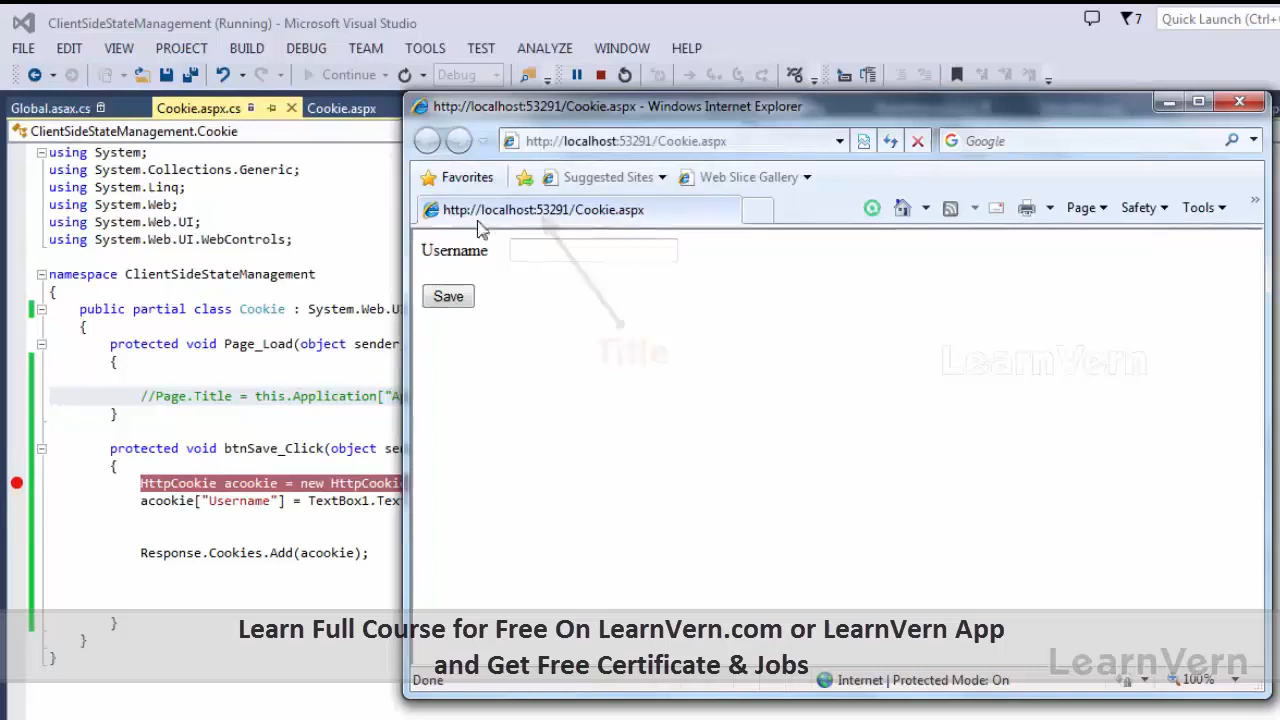 ClientSideStateManagement (Running) - Microsoft Visual Studio
7
Quick Launch (Ctrl+
FILE EDIT VIEW PROJECT BUILD DEBUG TEAM TOOLS TEST ANALYZE WINDOW HELP
Continue Debug
Global.asax.cs Cookie.aspx.cs Cookie.aspx
ClientSideStateManagement.Cookie
using System;
using System.Collections.Generic;
using System.Linq;
using System.Web;
using System.Web.UI;
using System.Web.UI.WebControls;
namespace ClientSideStateManagement
{
public partial class Cookie : System.Web.UI
{
protected void Page_Load(object sender
{
//Page.Title = this.Application["Ap
}
protected void btnSave_Click(object sen
{
HttpCookie acookie = new HttpCookie
acookie["Username"] = TextBox1.Text
Response.Cookies.Add(acookie);
}
}
}
http://localhost:53291/Cookie.aspx - Windows Internet Explorer
http://localhost:53291/Cookie.aspx
Google
Favorites Suggested Sites Web Slice Gallery
http://localhost:53291/Cookie.aspx
Page Safety Tools
Username
Save
Title
LearnVern
Learn Full Course for Free On LearnVern.com or LearnVern App
and Get Free Certificate & Jobs
LearnVern
Done
Internet | Protected Mode: On
100%